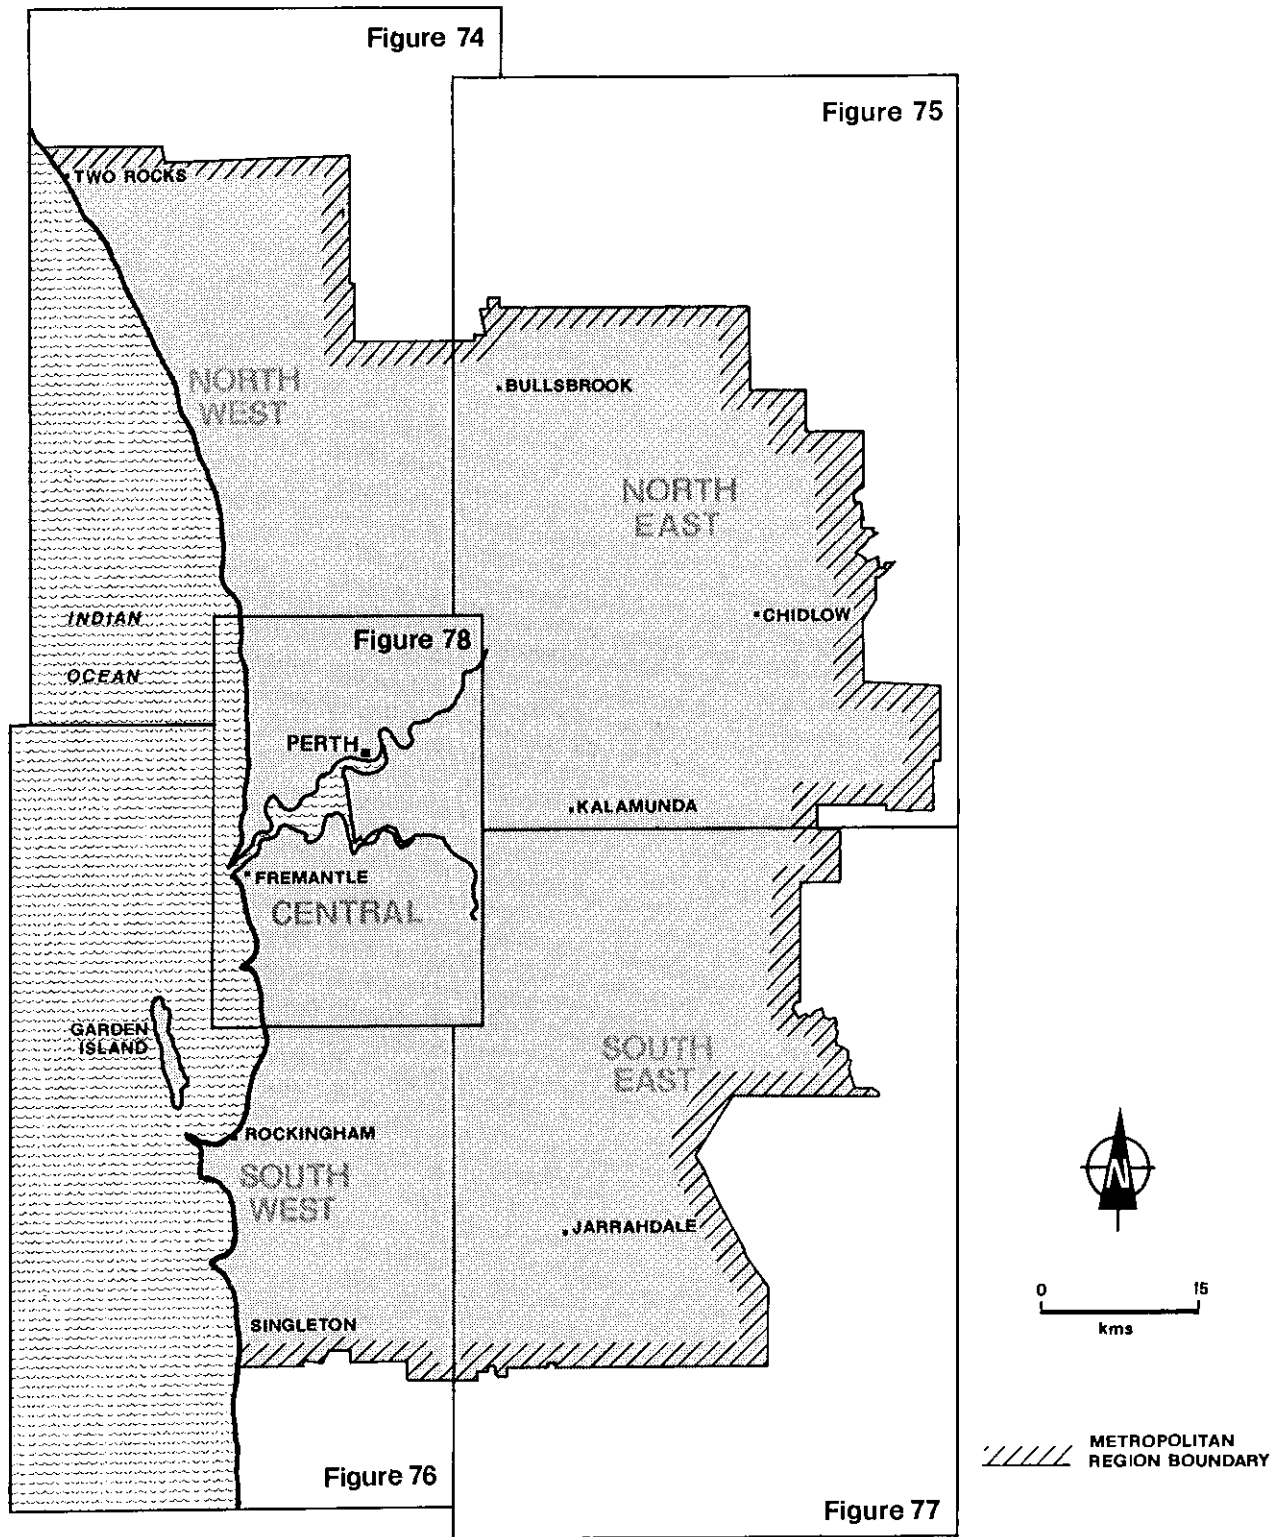 Figure 74
Figure 75
TWO ROCKS
NORTH
WEST
BULLSBROOK
NORTH
EAST
INDIAN
OCEAN
CHIDLOW
Figure 78
PERTH
KALAMUNDA
FREMANTLE
CENTRAL
GARDEN
ISLAND
SOUTH
EAST
ROCKINGHAM
SOUTH
WEST
JARRAHDALE
SINGLETON
N
0 15
kms
METROPOLITAN
REGION BOUNDARY
Figure 76
Figure 77